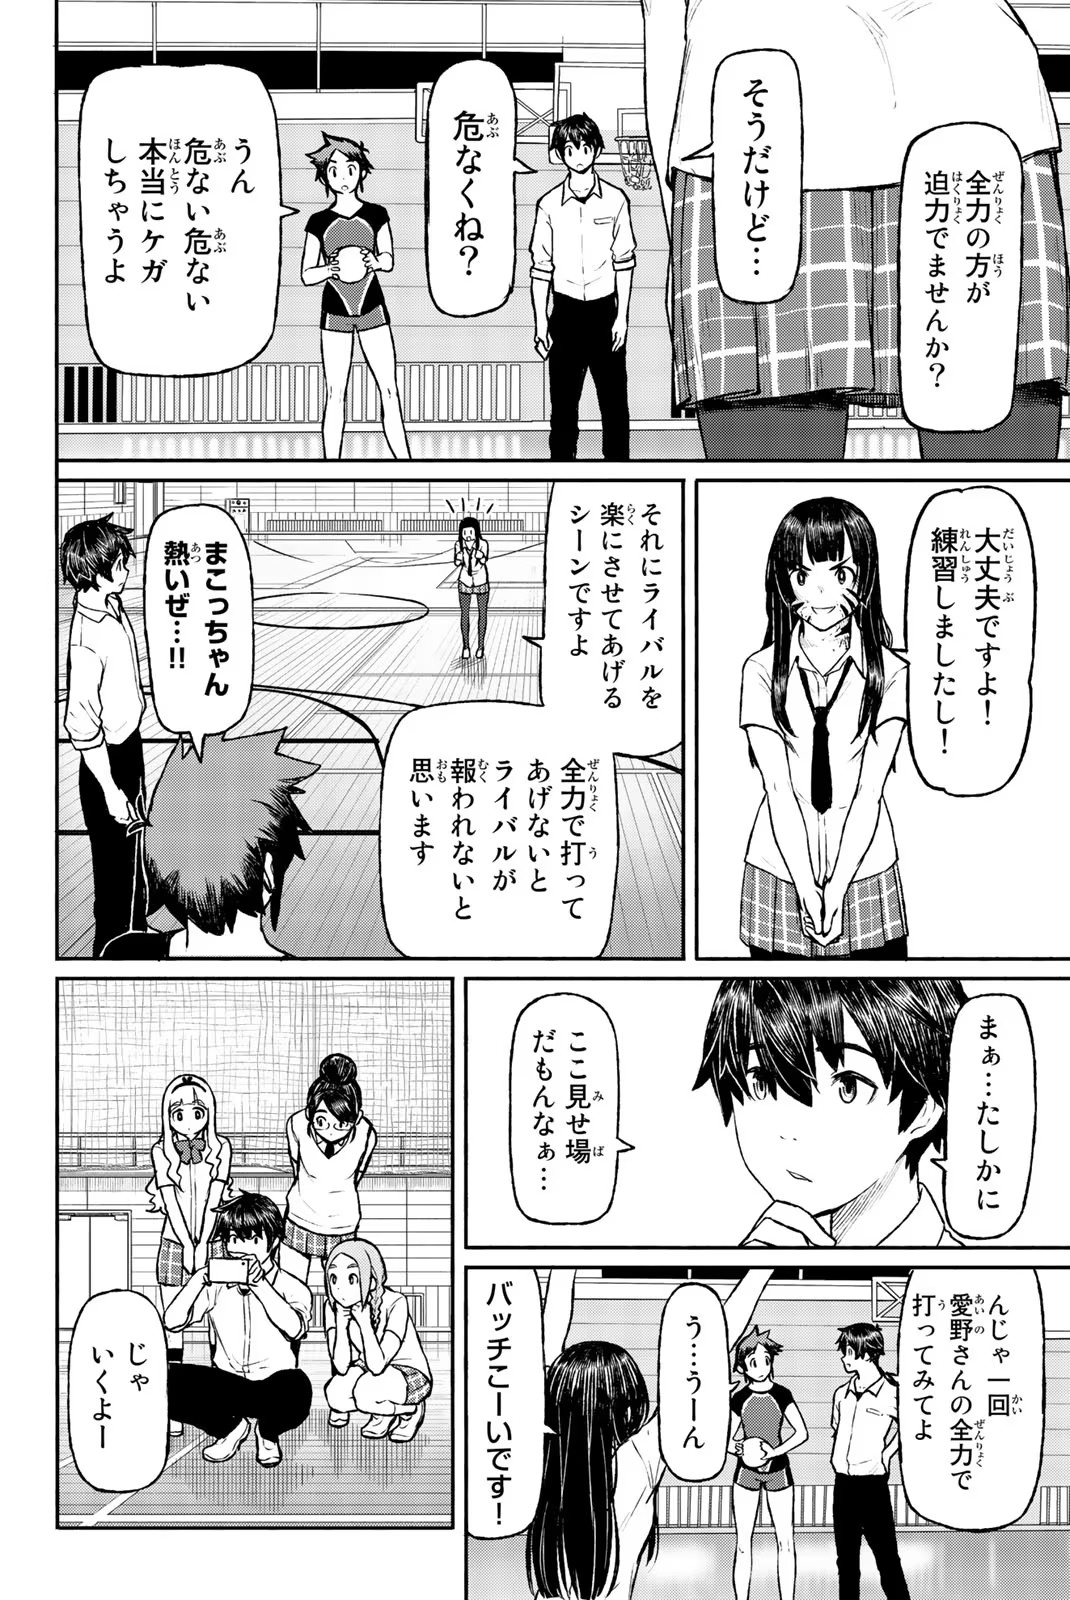 全力の方が
迫力でませんか？
そうだけど…
危なくね？
うん
危ない危ない
本当にケガ
しちゃうよ
大丈夫ですよ！
練習しましたし！
それにライバルを
楽にさせてあげる
シーンですよ
全力で打って
あげないと
ライバルが
報われないと
思います
まこっちゃん
熱いぜ…!!
まぁ…たしかに
ここ見せ場
だもんなぁ…
んじゃ一回
愛野さんの全力で
打ってみてよ
う…うーん
バッチこーいです！
じゃ
いくよー